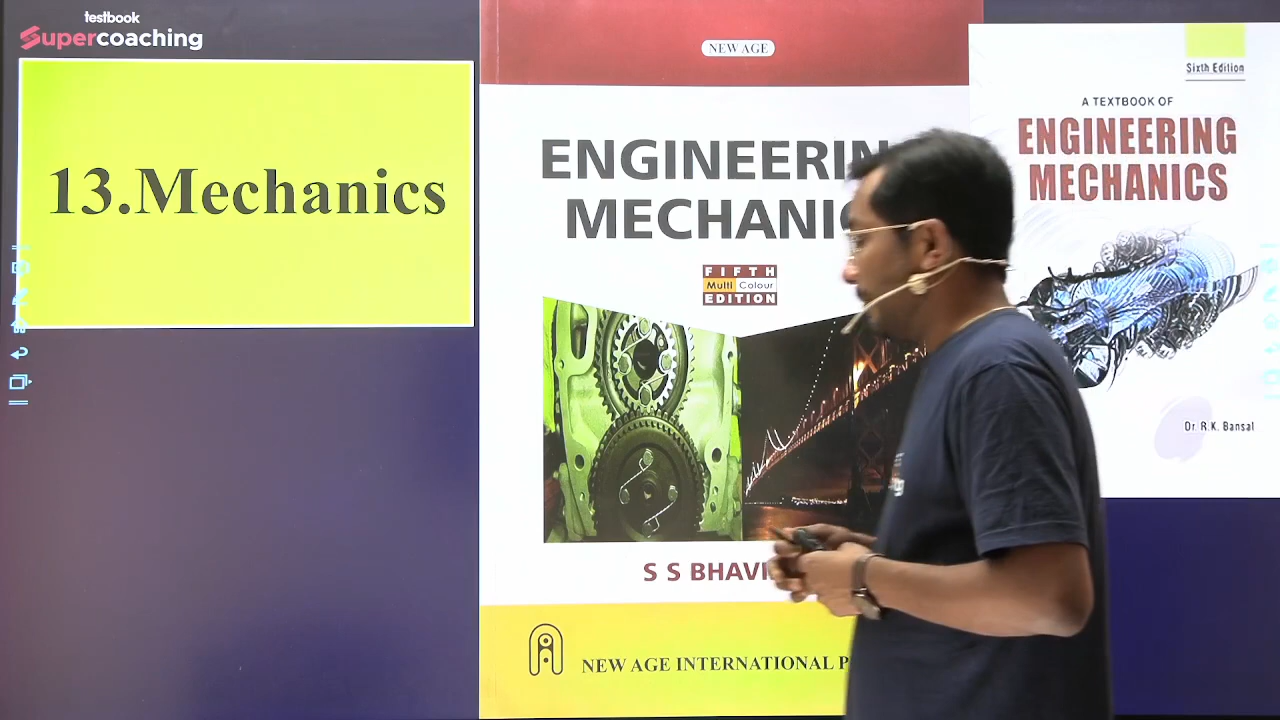 testbook
Supercoaching
13.Mechanics
NEW AGE
ENGINEERIN
MECHANIC
FIFTH
Multi Colour
EDITION
S S BHAVI
NEW AGE INTERNATIONAL P
Sixth Edition
A TEXTBOOK OF
ENGINEERING
MECHANICS
Dr. R.K. Bansal